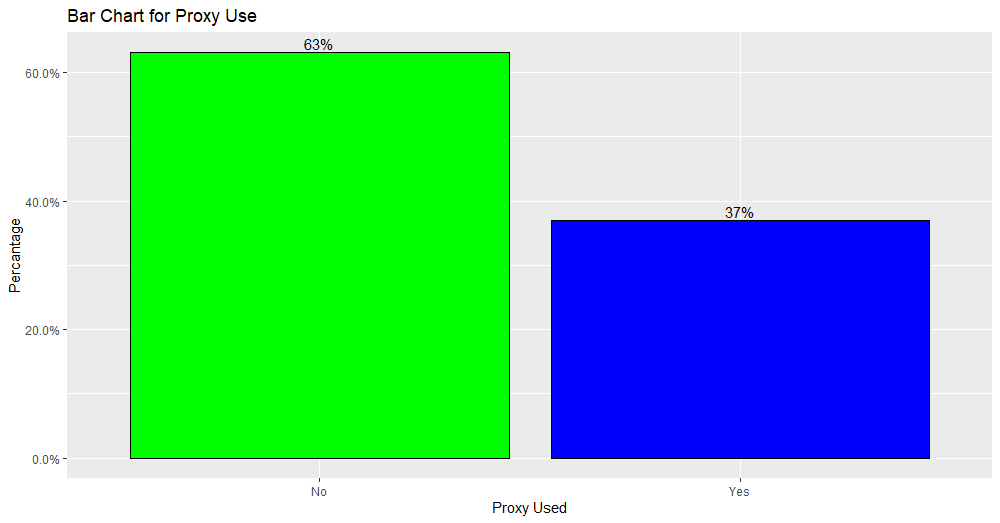 Bar Chart for Proxy Use
63%
60.0%
40.0%
37%
20.0%
0.0%
Percantage
No
Yes
Proxy Used